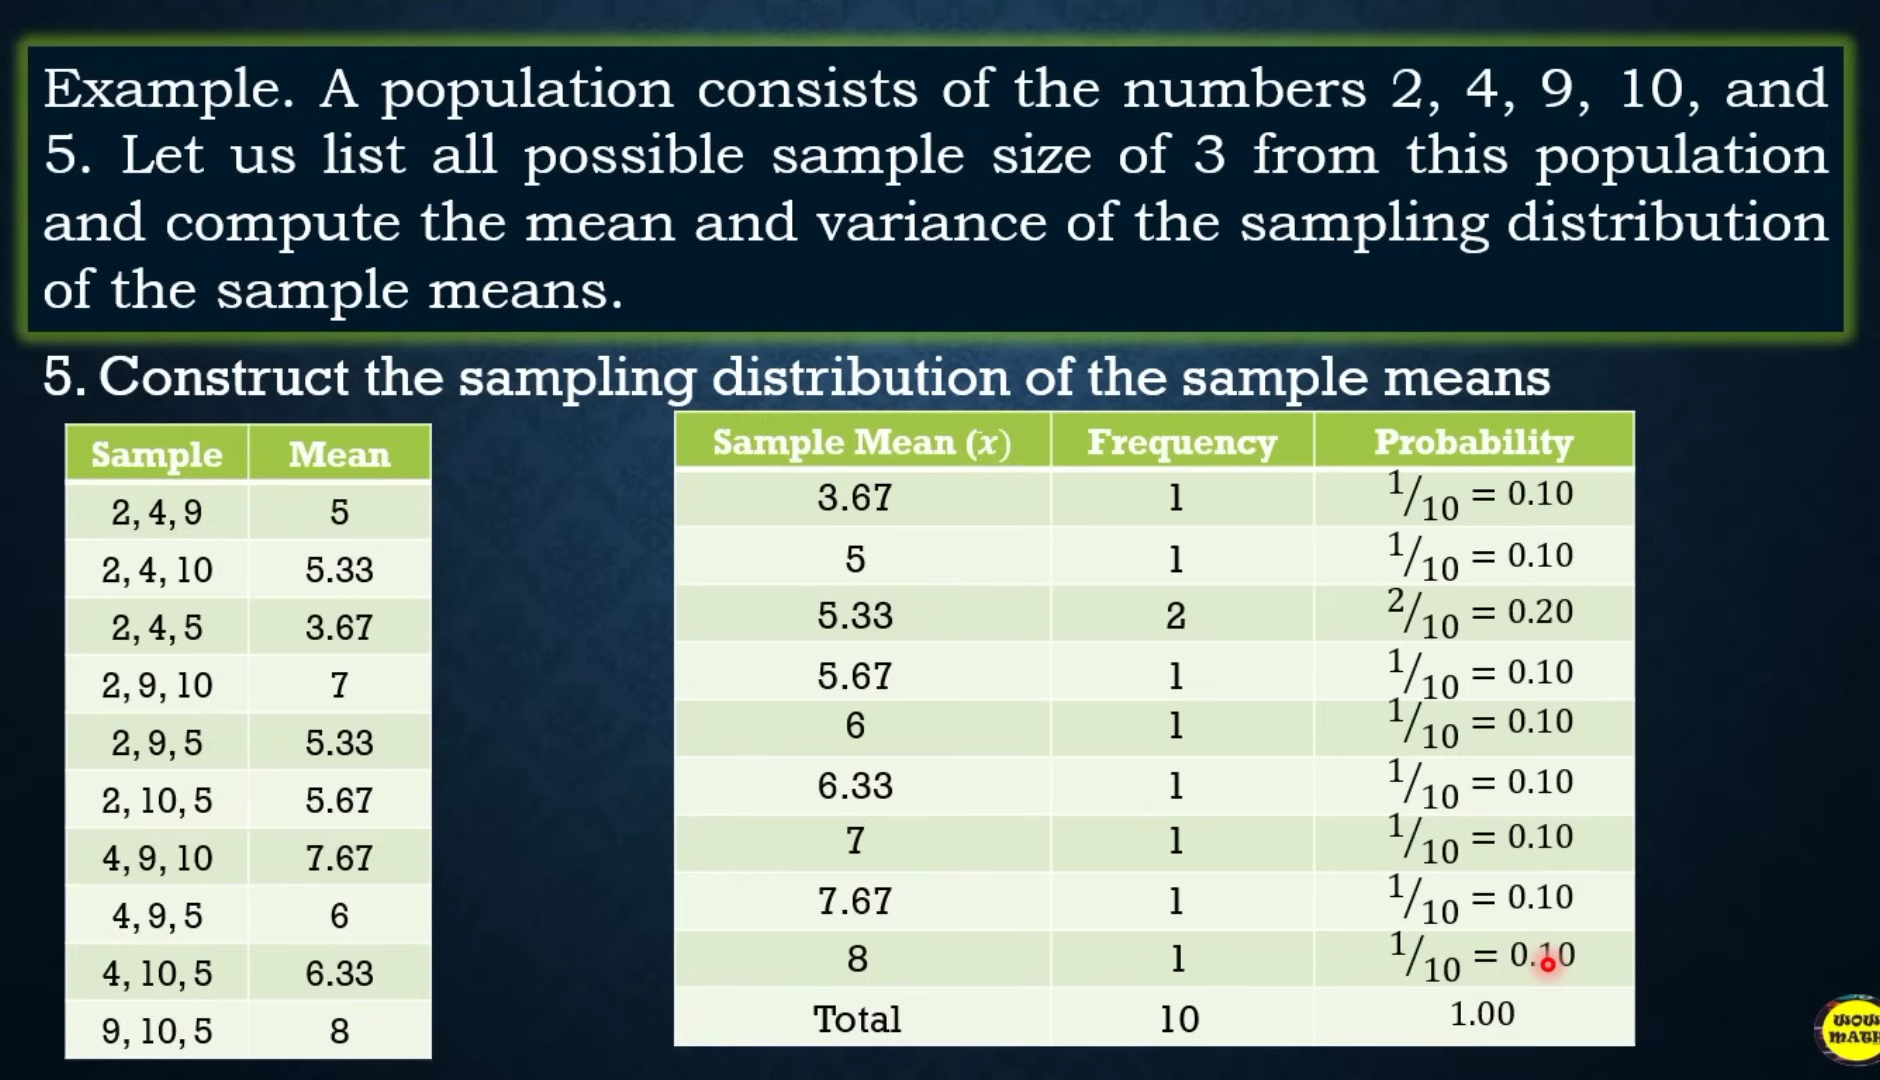 Example. A population consists of the numbers 2, 4, 9, 10, and
5. Let us list all possible sample size of 3 from this population
and compute the mean and variance of the sampling distribution
of the sample means.
5. Construct the sampling distribution of the sample means
Sample Mean
2, 4, 9 5
2, 4, 10 5.33
2, 4, 5 3.67
2, 9, 10 7
2, 9, 5 5.33
2, 10, 5 5.67
4, 9, 10 7.67
4, 9, 5 6
4, 10, 5 6.33
9, 10, 5 8
Sample Mean (x) Frequency Probability
3.67 1 1/10 = 0.10
5 1 1/10 = 0.10
5.33 2 2/10 = 0.20
5.67 1 1/10 = 0.10
6 1 1/10 = 0.10
6.33 1 1/10 = 0.10
7 1 1/10 = 0.10
7.67 1 1/10 = 0.10
8 1 1/10 = 0.10
Total 10 1.00
WOW
MATH